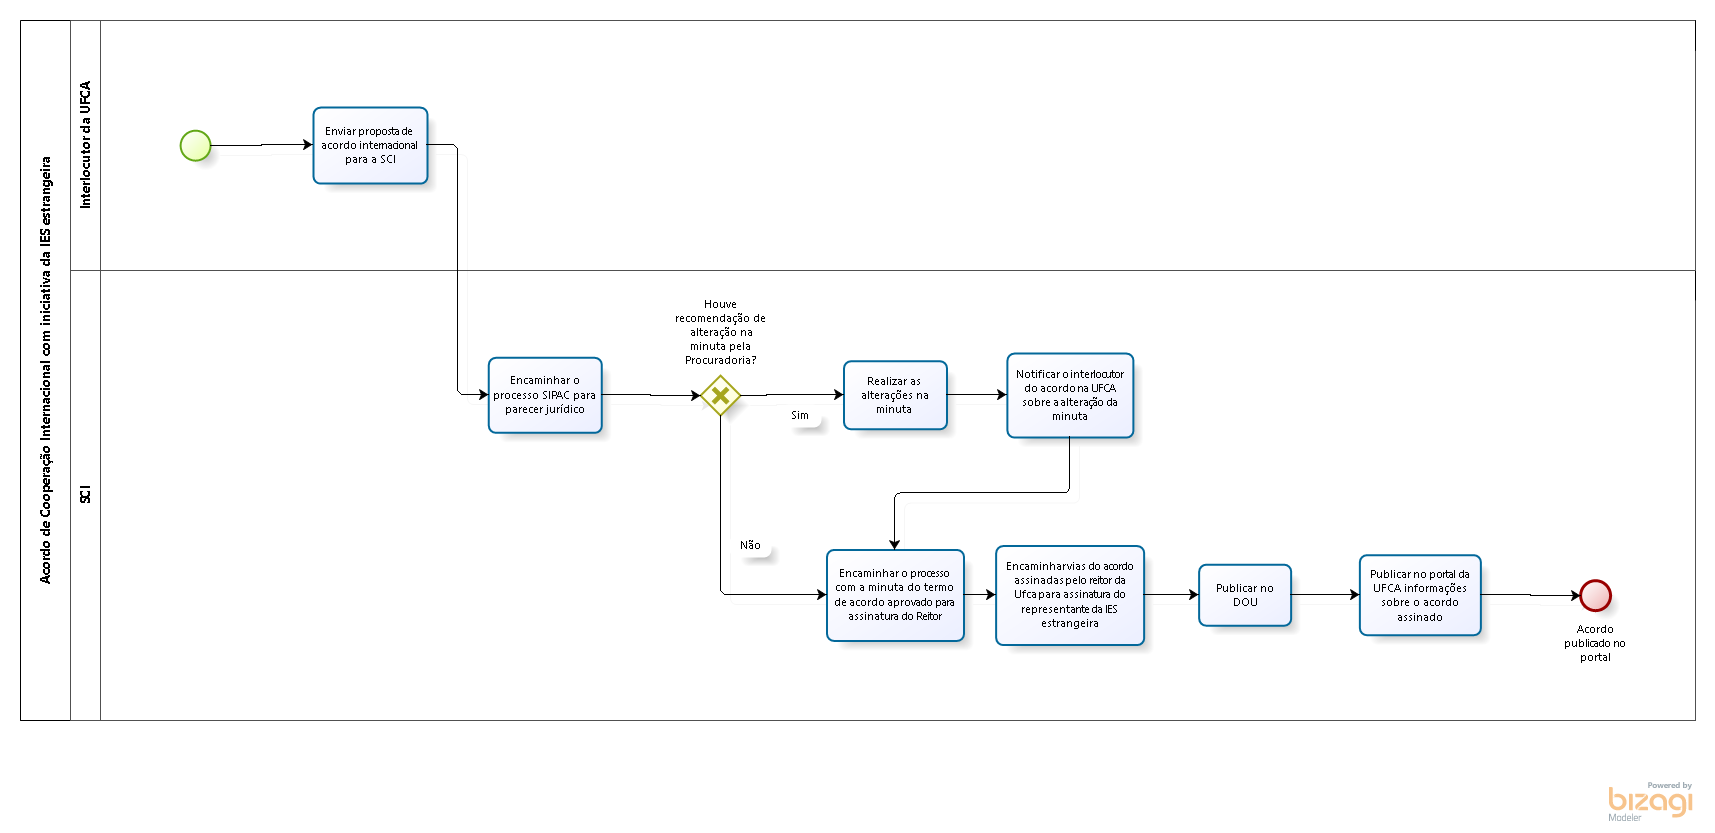 Acordo de Cooperação Internacional com iniciativa da IES estrangeira
Interlocutor da UFCA
Enviar proposta de
acordo internacional
para a SCI
SCI
Encaminhar o
processo SIPAC para
parecer jurídico
Houve
recomendação de
alteração na
minuta pela
Procuradoria?
Sim
Realizar as
alterações na
minuta
Notificar o interlocutor
do acordo na UFCA
sobre a alteração da
minuta
Não
Encaminhar o processo
com a minuta do termo
de acordo aprovado para
assinatura do Reitor
Encaminhar vias do acordo
assinadas pelo reitor da
Ufca para assinatura do
representante da IES
estrangeira
Publicar no
DOU
Publicar no portal da
UFCA informações
sobre o acordo
assinado
Acordo
publicado no
portal
Powered by
bizagi
Modeler